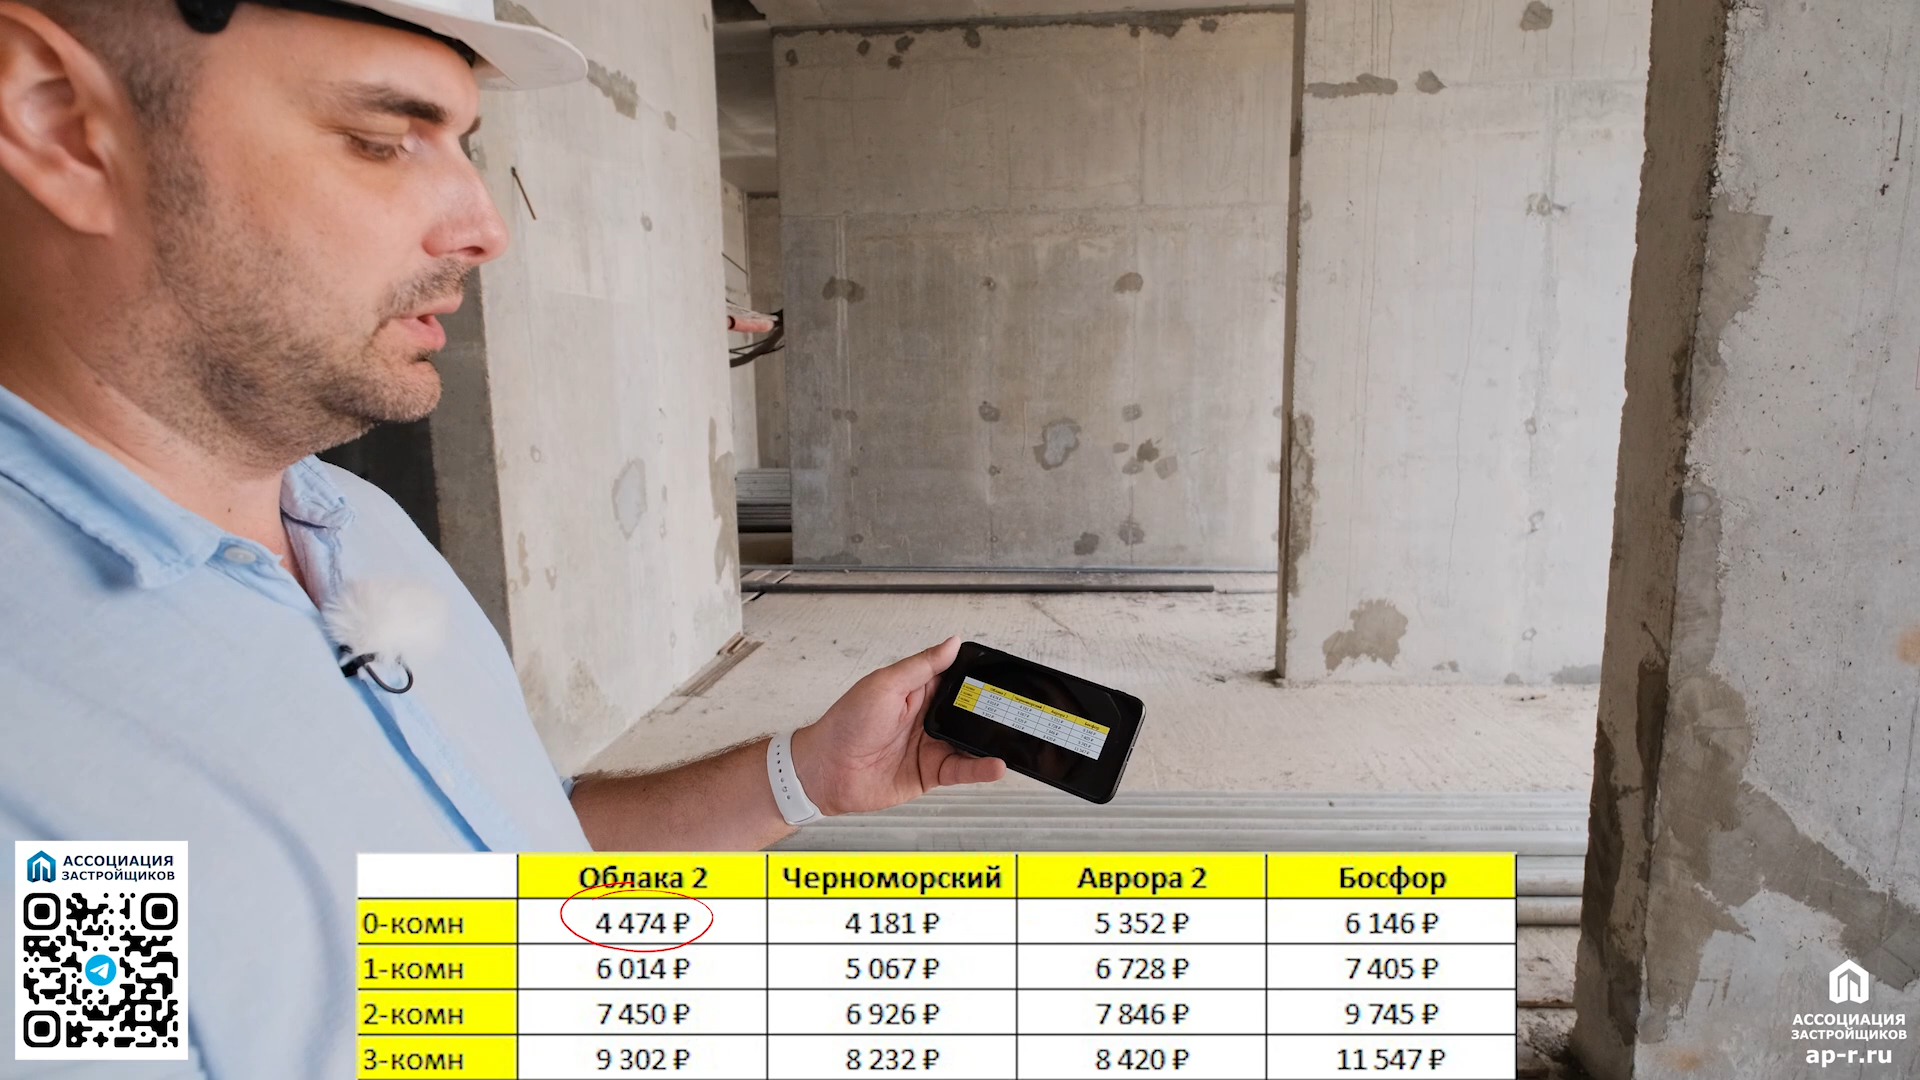 Облака 2 Черноморский Аврора 2 Босфор
0-комн 4 474 ₽ 4 181 ₽ 5 352 ₽ 6 146 ₽
1-комн 6 014 ₽ 5 067 ₽ 6 728 ₽ 7 405 ₽
2-комн 7 450 ₽ 6 926 ₽ 7 846 ₽ 9 745 ₽
3-комн 9 302 ₽ 8 232 ₽ 8 420 ₽ 11 547 ₽
АССОЦИАЦИЯ
ЗАСТРОЙЩИКОВ
АССОЦИАЦИЯ
ЗАСТРОЙЩИКОВ
ap-r.ru